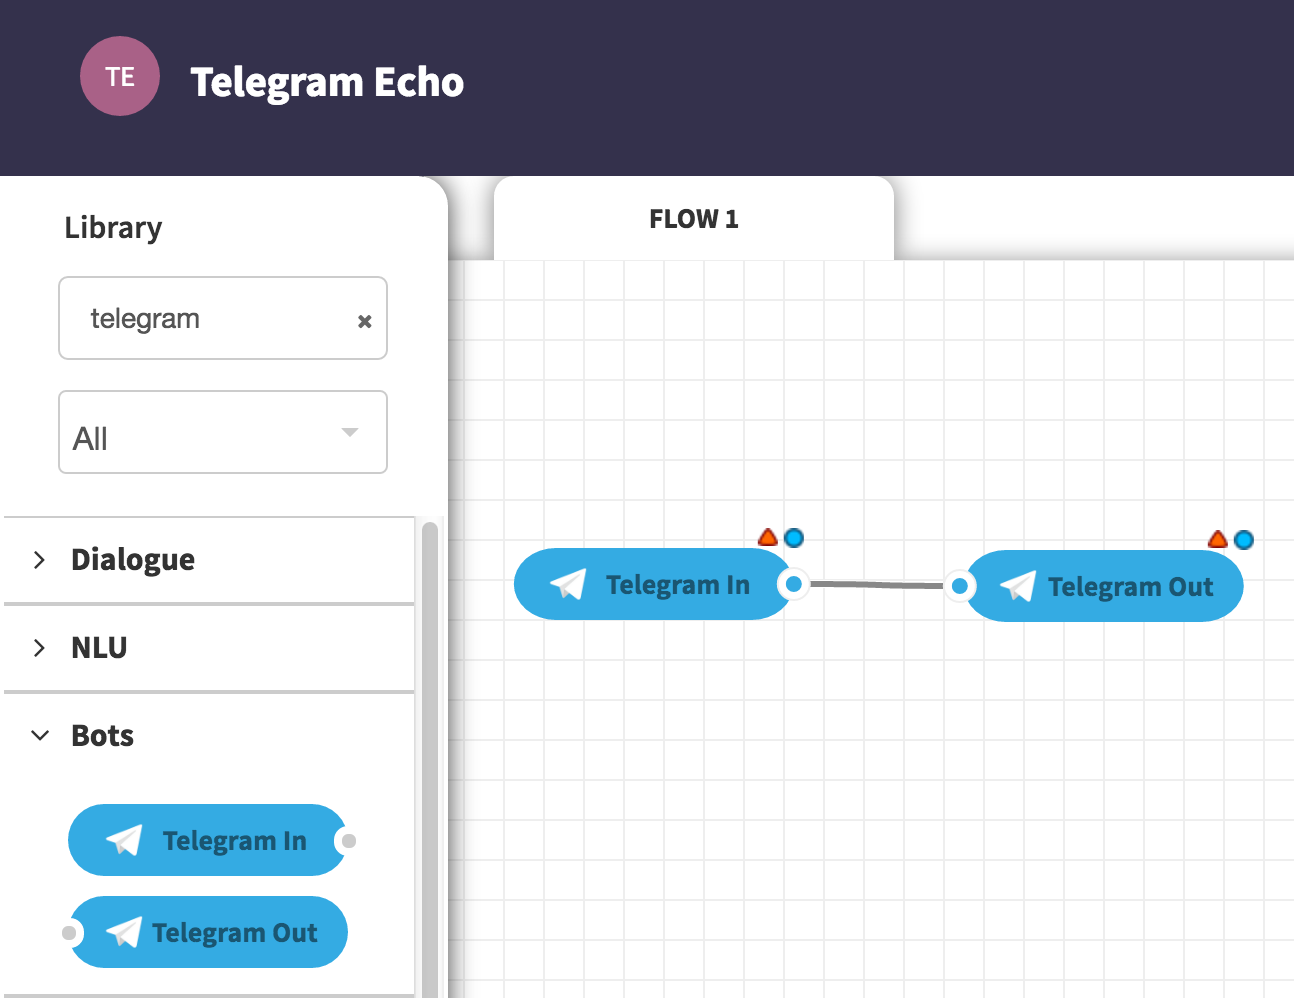 TE
Telegram Echo
Library
telegram
All
Dialogue
NLU
Bots
Telegram In
Telegram Out
FLOW 1
Telegram In
Telegram Out